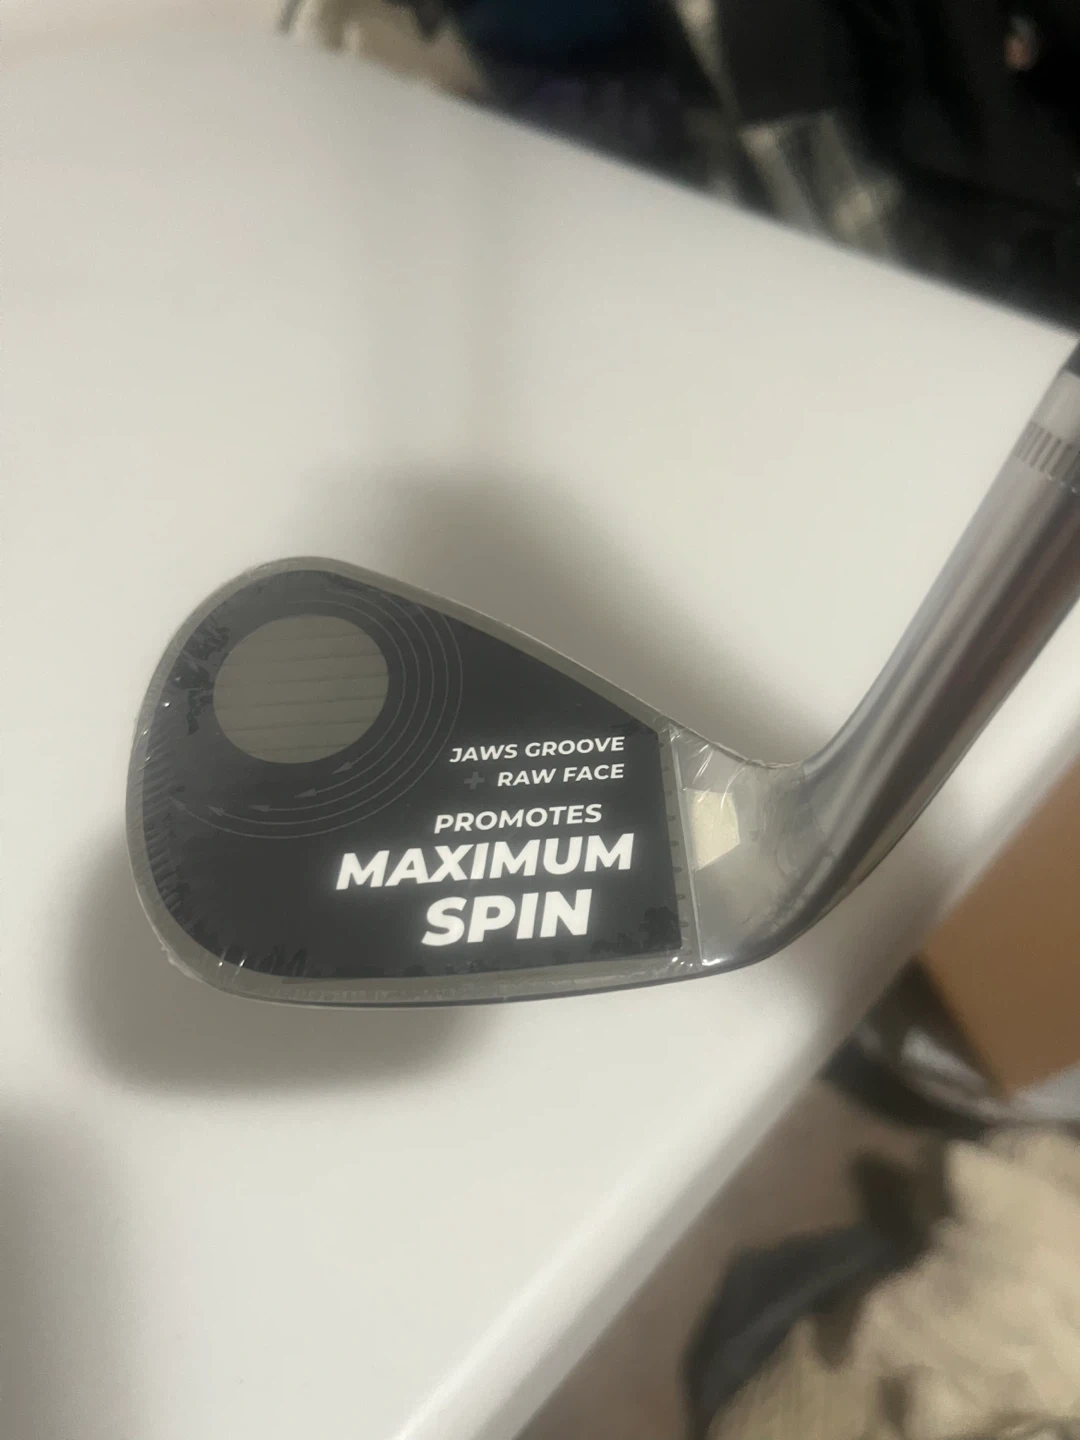 JAWS GROOVE
+ RAW FACE
PROMOTES
MAXIMUM
SPIN